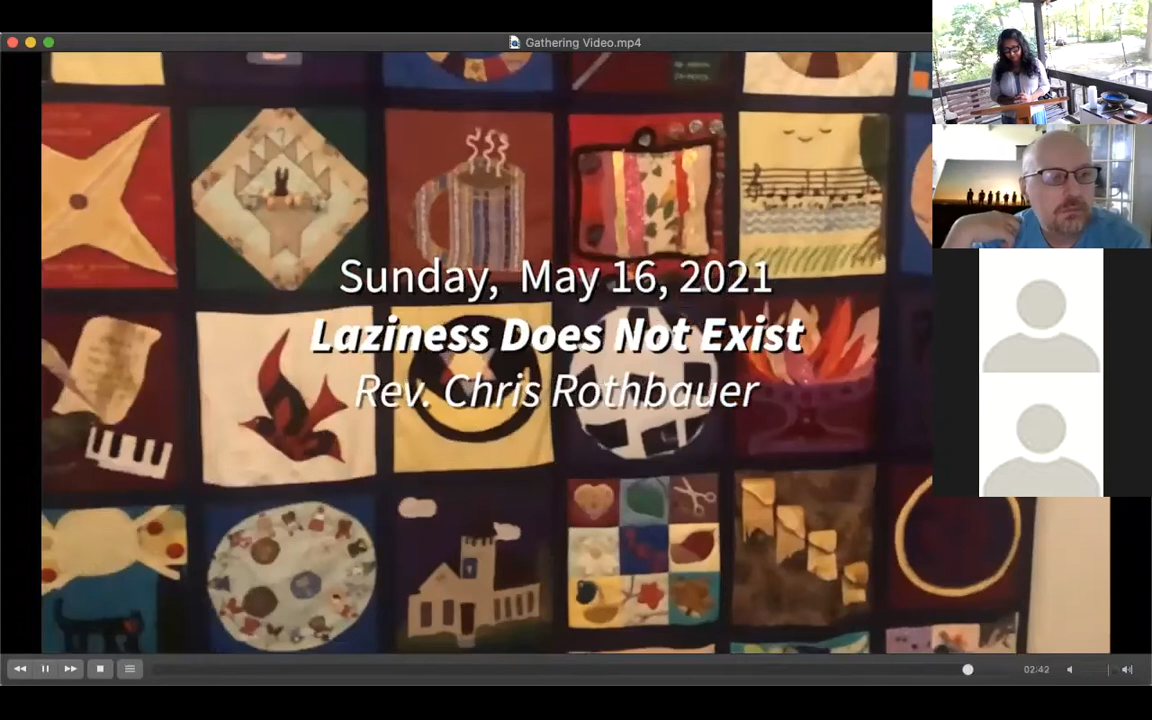 Gathering Video.mp4
Sunday, May 16, 2021
Laziness Does Not Exist
Rev. Chris Rothbauer
02:42